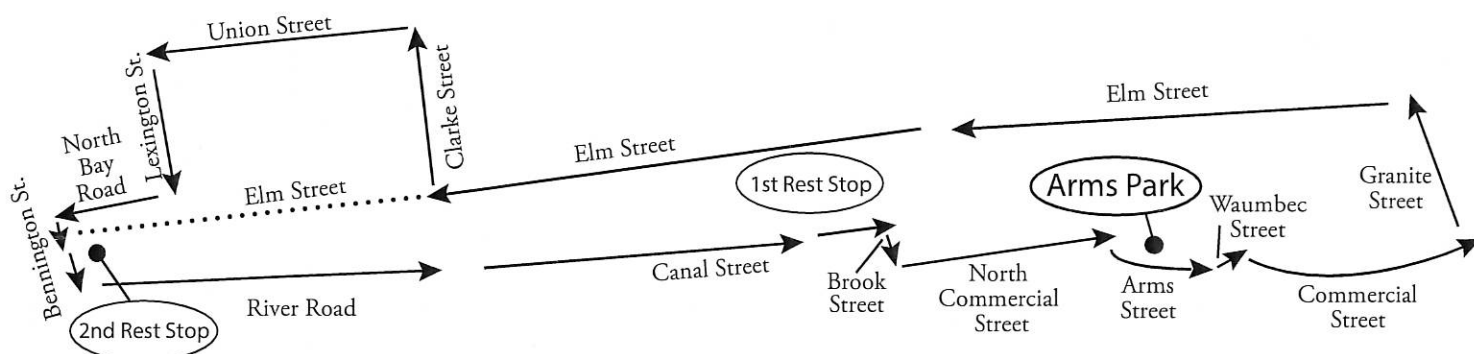 Union Street
Clarke Street
Lexington St.
North
Bay
Road
Bennington St.
Elm Street
Elm Street
Elm Street
1st Rest Stop
Arms Park
Granite
Street
Waumbec
Street
Canal Street
Brook
Street
North
Commercial
Street
Arms
Street
Commercial
Street
River Road
2nd Rest Stop